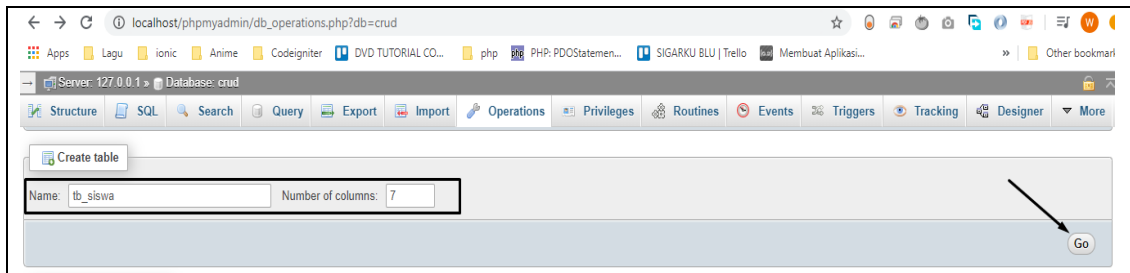 localhost/phpmyadmin/db_operations.php?db=crud
W
Apps Lagu ionic Anime Codeigniter DVD TUTORIAL CO... php php PHP: PDOStatemen... SIGARKU BLU | Trello Membuat Aplikasi... » Other bookmark
Server: 127.0.0.1 » Database: crud
Structure SQL Search Query Export Import Operations Privileges Routines Events Triggers Tracking Designer More
Create table
Name: tb_siswa Number of columns: 7
Go